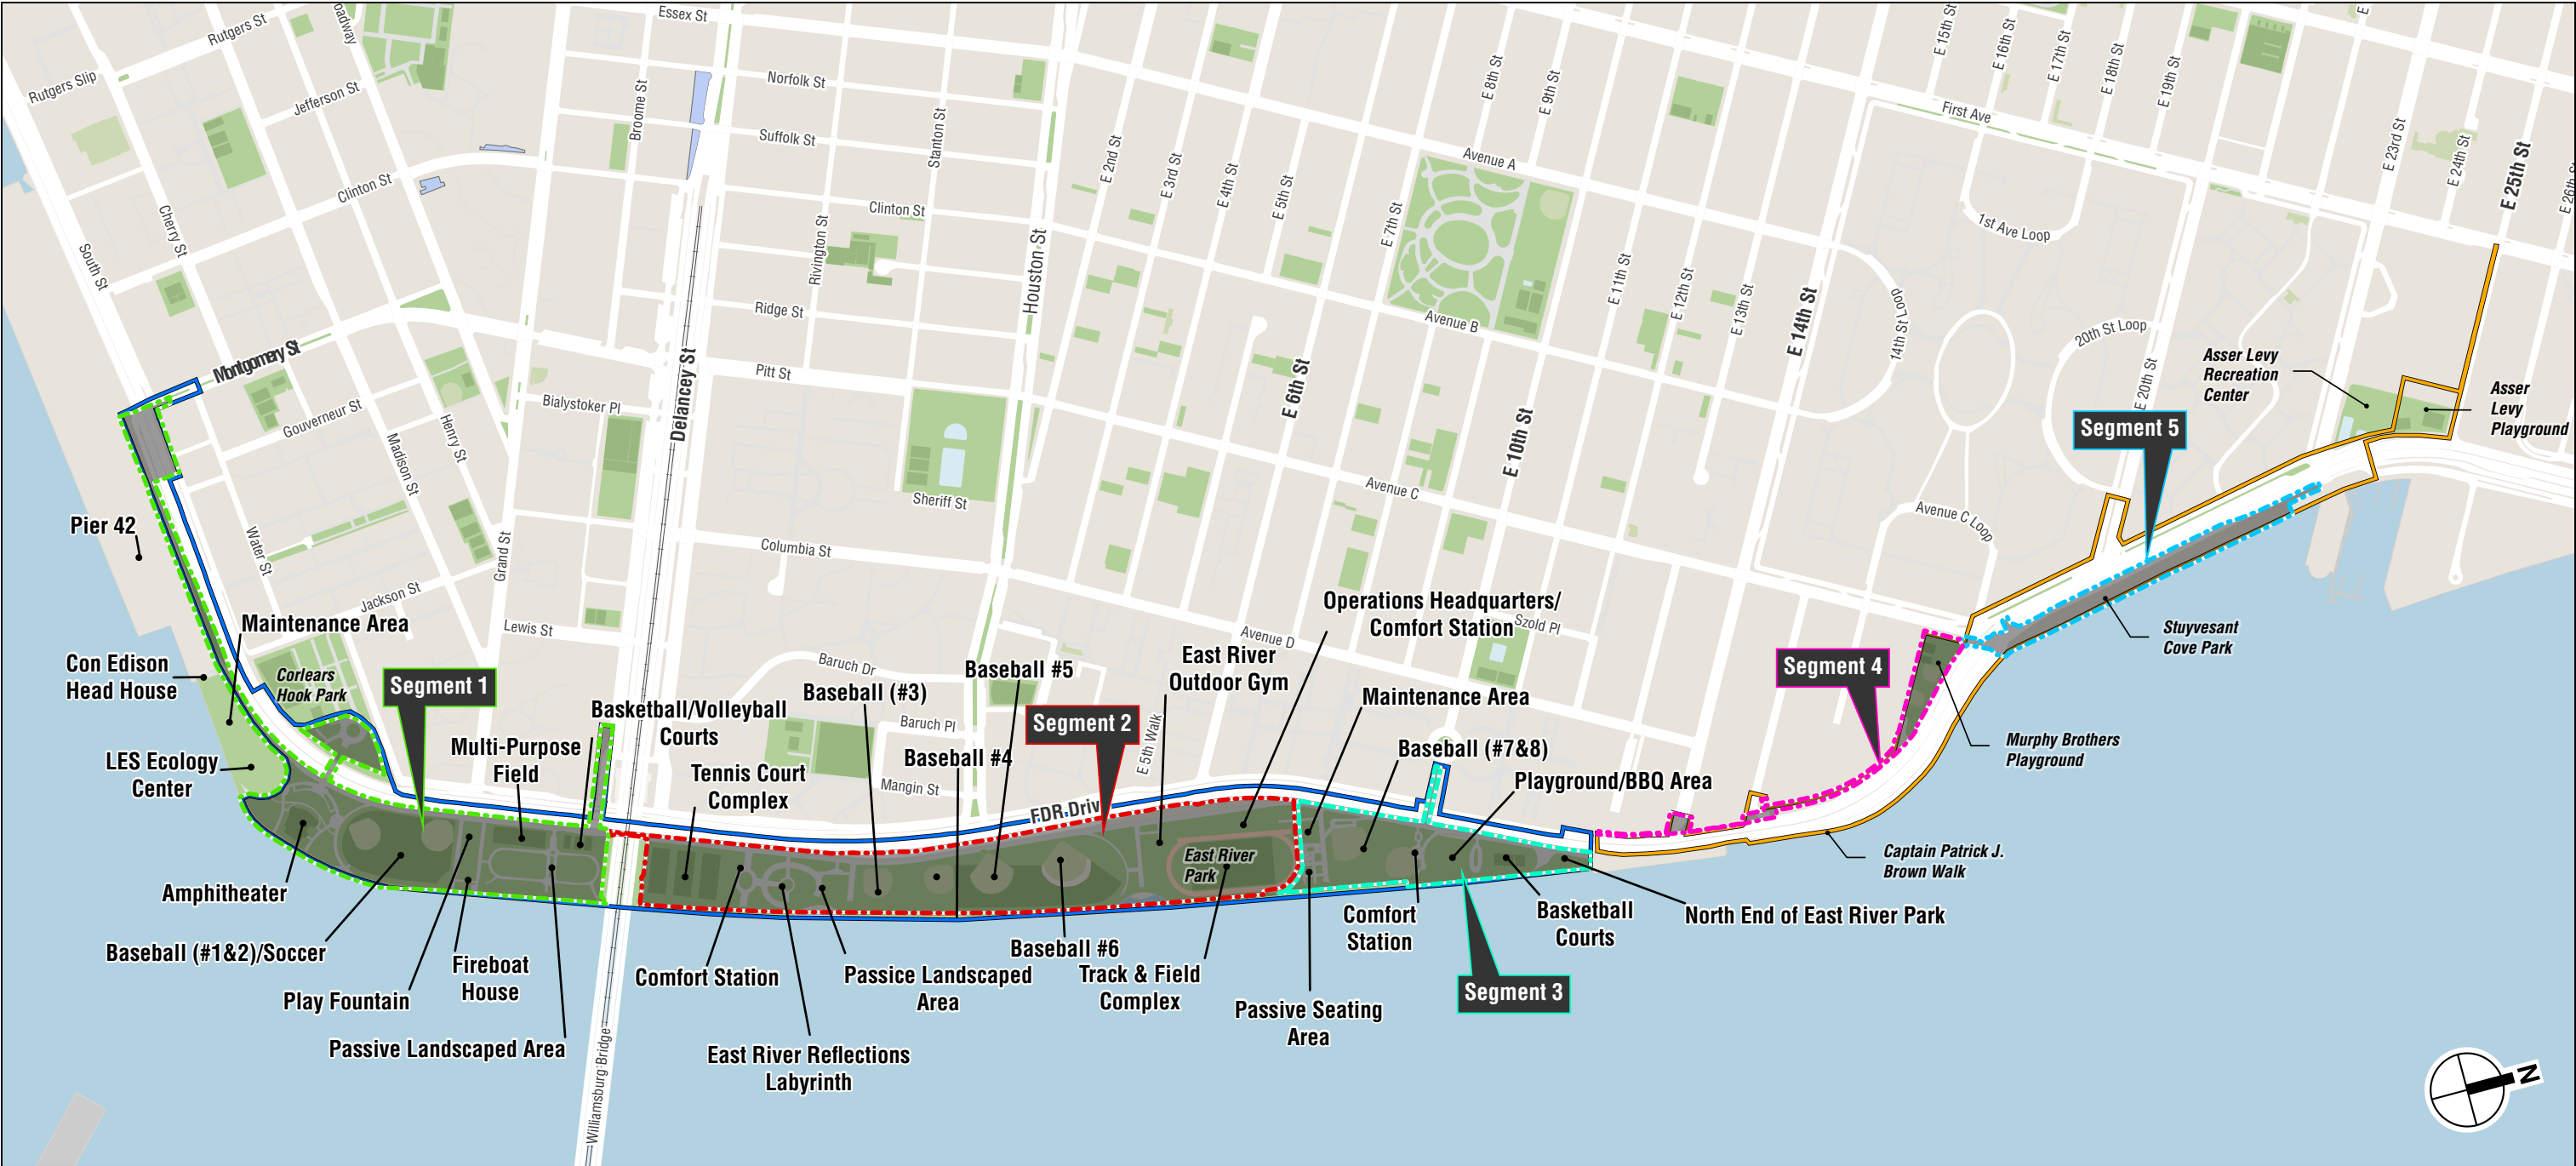 Essex St
Rutgers St
Rutgers Slip
Jefferson St
Norfolk St
Suffolk St
Broome St
Stanton St
Clinton St
Clinton St
Rivington St
Houston St
Cherry St
South St
Ridge St
Pitt St
Montgomery St
Gouverneur St
Madison St
Henry St
Bialystoker Pl
Delancey St
Sheriff St
Water St
Jackson St
Grand St
Lewis St
Columbia St
Baruch Dr
Baruch Pl
Mangin St
FDR Driv
E 5th Walk
E 2nd St
E 3rd St
E 4th St
E 5th St
E 6th St
E 7th St
E 8th St
E 9th St
E 10th St
E 11th St
E 12th St
E 13th St
E 14th St
E 15th St
E 16th St
E 17th St
E 18th St
E 19th St
E 20th St
E 23rd St
E 24th St
E 25th St
First Ave
1st Ave Loop
14th St Loop
20th St Loop
Avenue A
Avenue B
Avenue C
Avenue C Loop
Avenue D
Szold Pl
Asser Levy
Recreation
Center
Asser
Levy
Playground
Segment 5
Stuyvesant
Cove Park
Segment 4
Murphy Brothers
Playground
Captain Patrick J.
Brown Walk
Pier 42
Con Edison
Head House
Maintenance Area
Corlears
Hook Park
Segment 1
LES Ecology
Center
Multi-Purpose
Field
Basketball/Volleyball
Courts
Tennis Court
Complex
Baseball (#3)
Baseball #4
Baseball #5
Segment 2
East River
Outdoor Gym
Operations Headquarters/
Comfort Station
Maintenance Area
Baseball (#7&8)
Playground/BBQ Area
East River
Park
Amphitheater
Baseball (#1&2)/Soccer
Play Fountain
Fireboat
House
Passive Landscaped Area
Comfort Station
East River Reflections
Labyrinth
Passice Landscaped
Area
Baseball #6
Track & Field
Complex
Passive Seating
Area
Comfort
Station
Segment 3
Basketball
Courts
North End of East River Park
Williamsburg Bridge
N